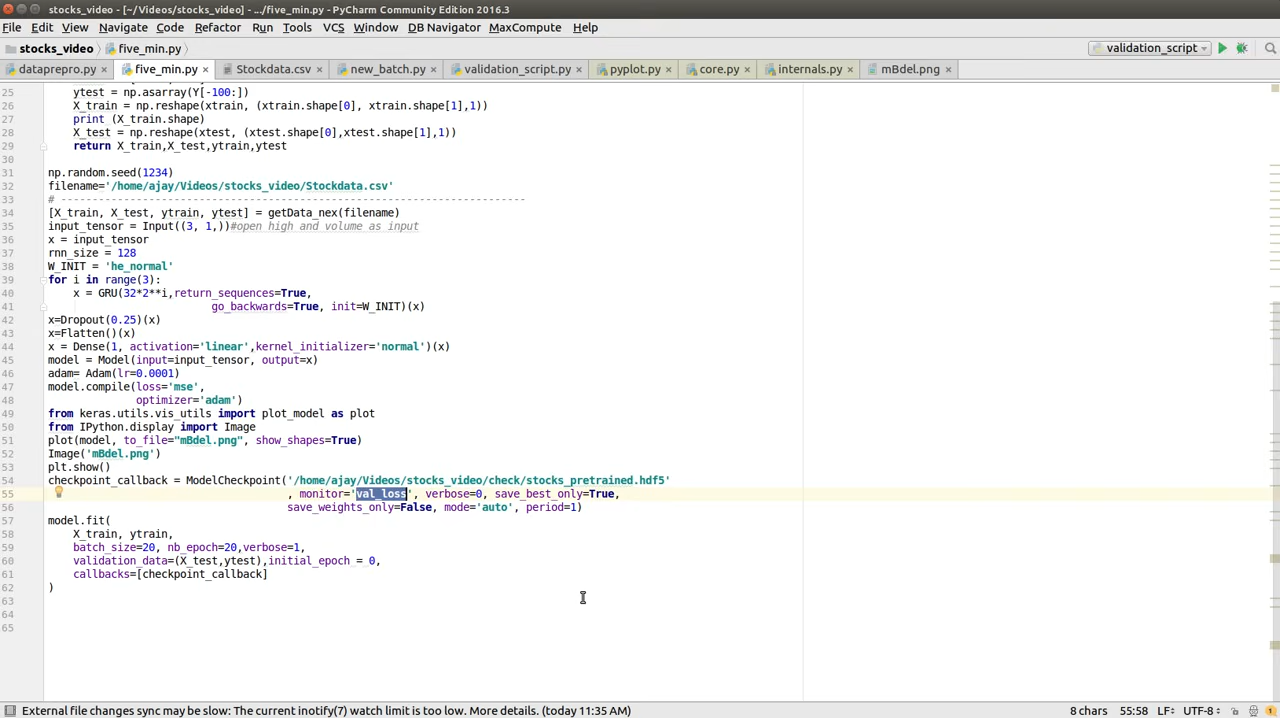 stocks_video - [~/Videos/stocks_video] - .../five_min.py - PyCharm Community Edition 2016.3
File Edit View Navigate Code Refactor Run Tools VCS Window DB Navigator MaxCompute Help
stocks_video five_min.py validation_script
dataprepro.py five_min.py Stockdata.csv new_batch.py validation_script.py pyplot.py core.py internals.py mBdel.png
25 ytest = np.asarray(Y[-100:])
26 X_train = np.reshape(xtrain, (xtrain.shape[0], xtrain.shape[1],1))
27 print (X_train.shape)
28 X_test = np.reshape(xtest, (xtest.shape[0],xtest.shape[1],1))
29 return X_train,X_test,ytrain,ytest
30
31 np.random.seed(1234)
32 filename='/home/ajay/Videos/stocks_video/Stockdata.csv'
33 # --------------------------------------------------------------------------
34 [X_train, X_test, ytrain, ytest] = getData_nex(filename)
35 input_tensor = Input((3, 1,))#open high and volume as input
36 x = input_tensor
37 rnn_size = 128
38 W_INIT = 'he_normal'
39 for i in range(3):
40 x = GRU(32*2**i,return_sequences=True,
41 go_backwards=True, init=W_INIT)(x)
42 x=Dropout(0.25)(x)
43 x=Flatten()(x)
44 x = Dense(1, activation='linear',kernel_initializer='normal')(x)
45 model = Model(input=input_tensor, output=x)
46 adam= Adam(lr=0.0001)
47 model.compile(loss='mse',
48 optimizer='adam')
49 from keras.utils.vis_utils import plot_model as plot
50 from IPython.display import Image
51 plot(model, to_file="mBdel.png", show_shapes=True)
52 Image('mBdel.png')
53 plt.show()
54 checkpoint_callback = ModelCheckpoint('/home/ajay/Videos/stocks_video/check/stocks_pretrained.hdf5'
55 , monitor='val_loss', verbose=0, save_best_only=True,
56 save_weights_only=False, mode='auto', period=1)
57 model.fit(
58 X_train, ytrain,
59 batch_size=20, nb_epoch=20,verbose=1,
60 validation_data=(X_test,ytest),initial_epoch = 0,
61 callbacks=[checkpoint_callback]
62 )
63
64
65
External file changes sync may be slow: The current inotify(7) watch limit is too low. More details. (today 11:35 AM) 8 chars 55:58 LF UTF-8 1